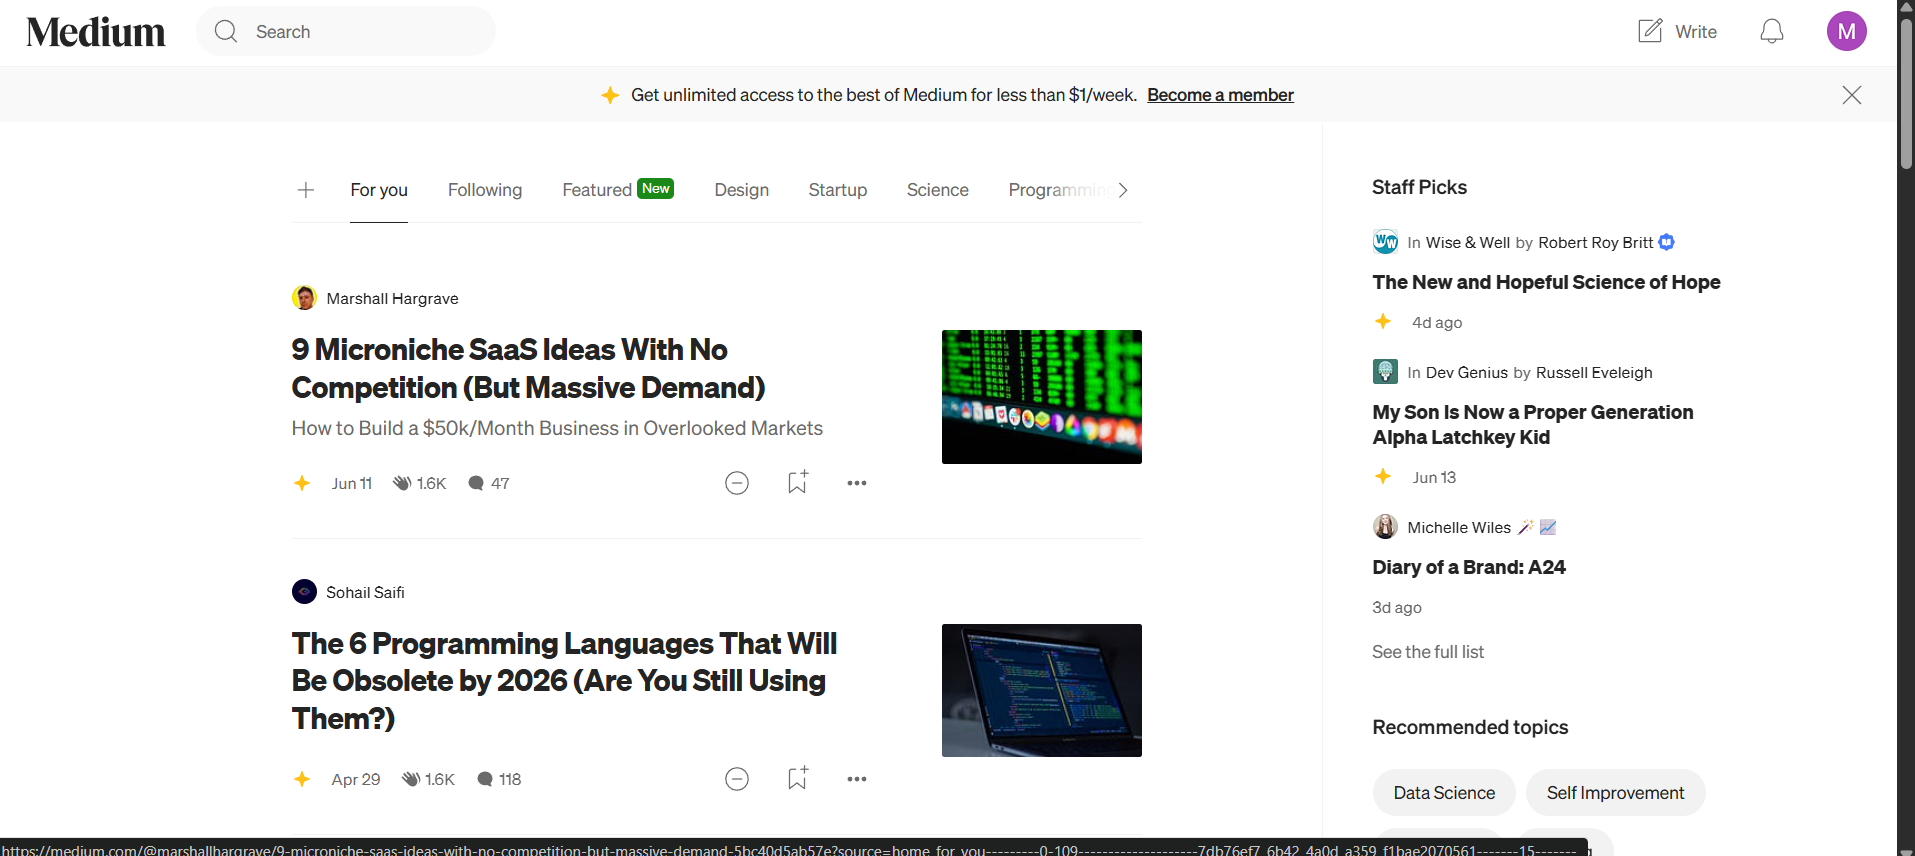 Medium
Search
Write
M
Get unlimited access to the best of Medium for less than $1/week. Become a member
For you
Following
Featured New
Design
Startup
Science
Programming
Marshall Hargrave
9 Microniche SaaS Ideas With No
Competition (But Massive Demand)
How to Build a $50k/Month Business in Overlooked Markets
Jun 11
1.6K
47
Sohail Saifi
The 6 Programming Languages That Will
Be Obsolete by 2026 (Are You Still Using
Them?)
Apr 29
1.6K
118
Staff Picks
In Wise & Well by Robert Roy Britt
The New and Hopeful Science of Hope
4d ago
In Dev Genius by Russell Eveleigh
My Son Is Now a Proper Generation
Alpha Latchkey Kid
Jun 13
Michelle Wiles
Diary of a Brand: A24
3d ago
See the full list
Recommended topics
Data Science
Self Improvement
https://medium.com/@marshallhargrave/9-microniche-saas-ideas-with-no-competition-but-massive-demand-5bc40d5ab57e?source=home_for_you---------0-109--------------------7db76ef7_6b42_4a0d_a359_f1bae2070561-------15-------